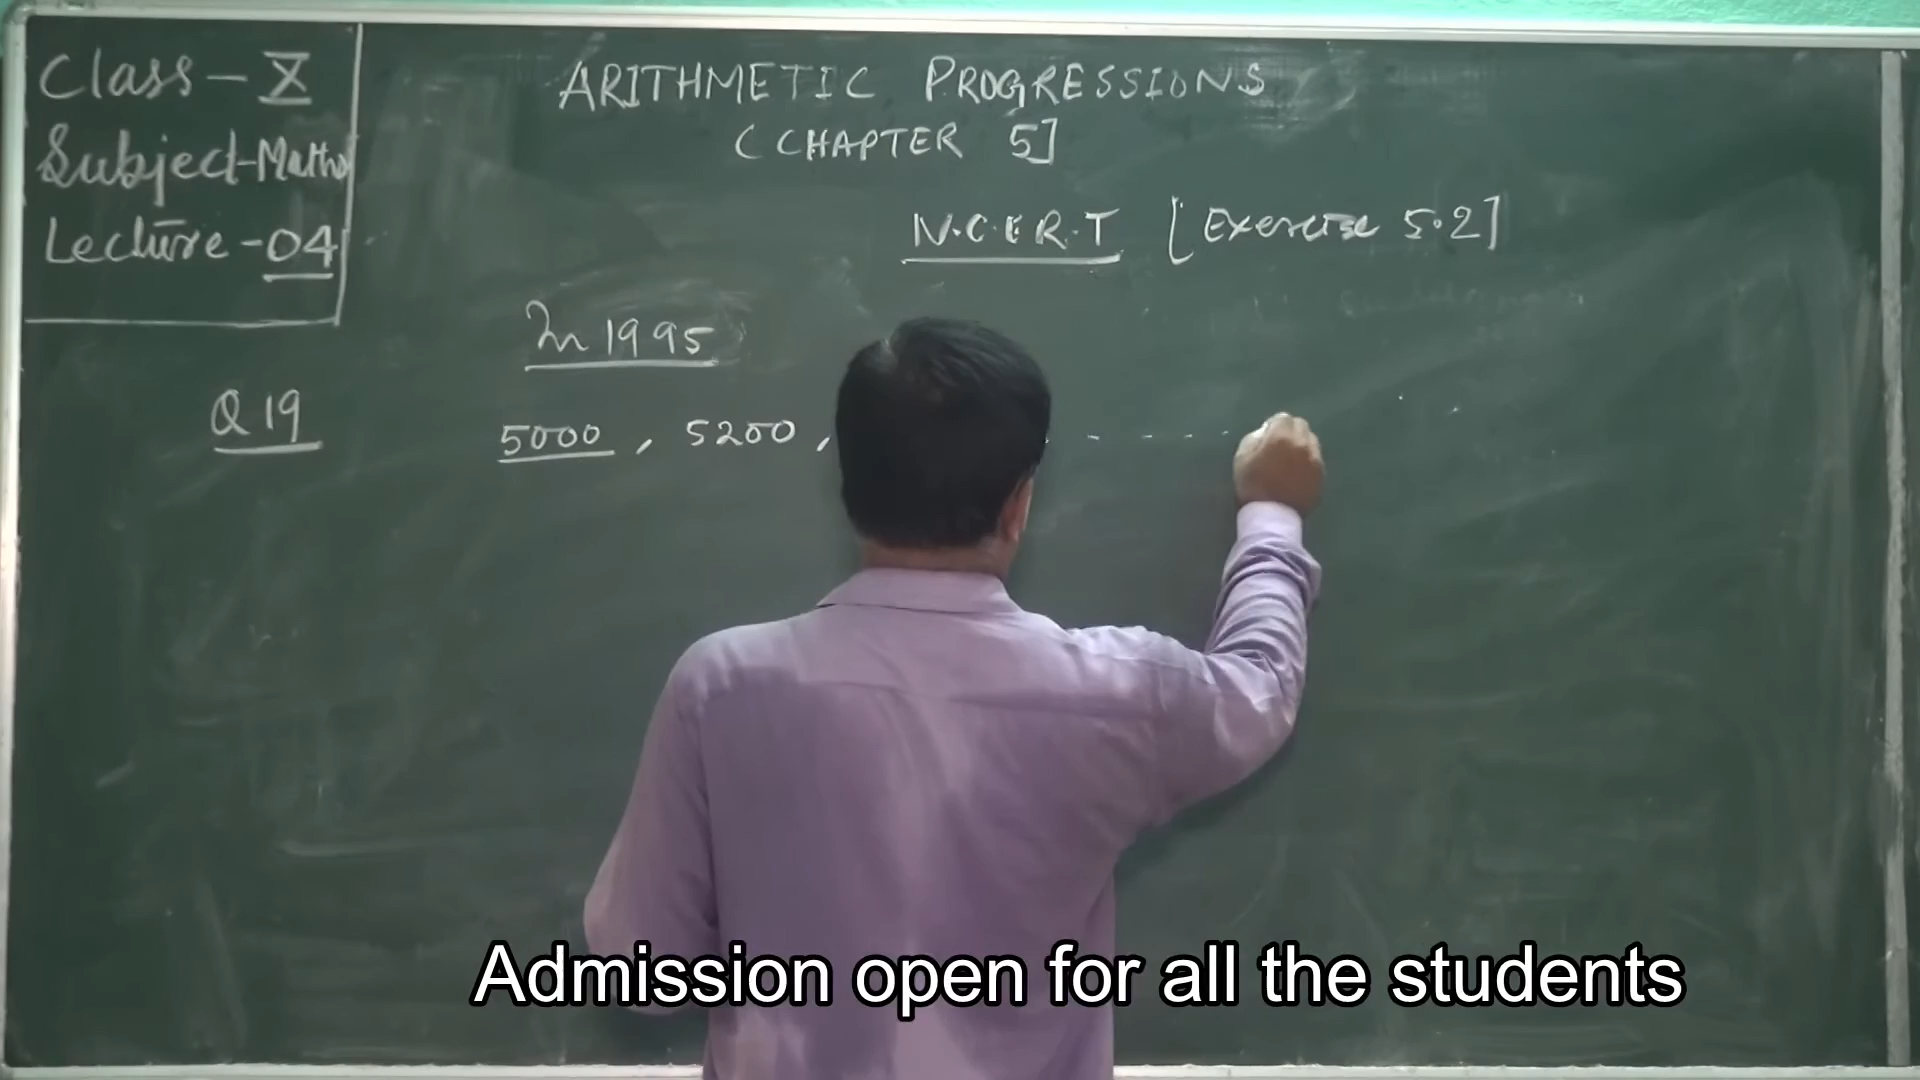 Class - X
Subject - Maths
Lecture - 04
ARITHMETIC PROGRESSIONS
(CHAPTER 5]
N.C.E.R.T [Exercise 5.2]
In 1995
Q 19
5000, 5200,
Admission open for all the students